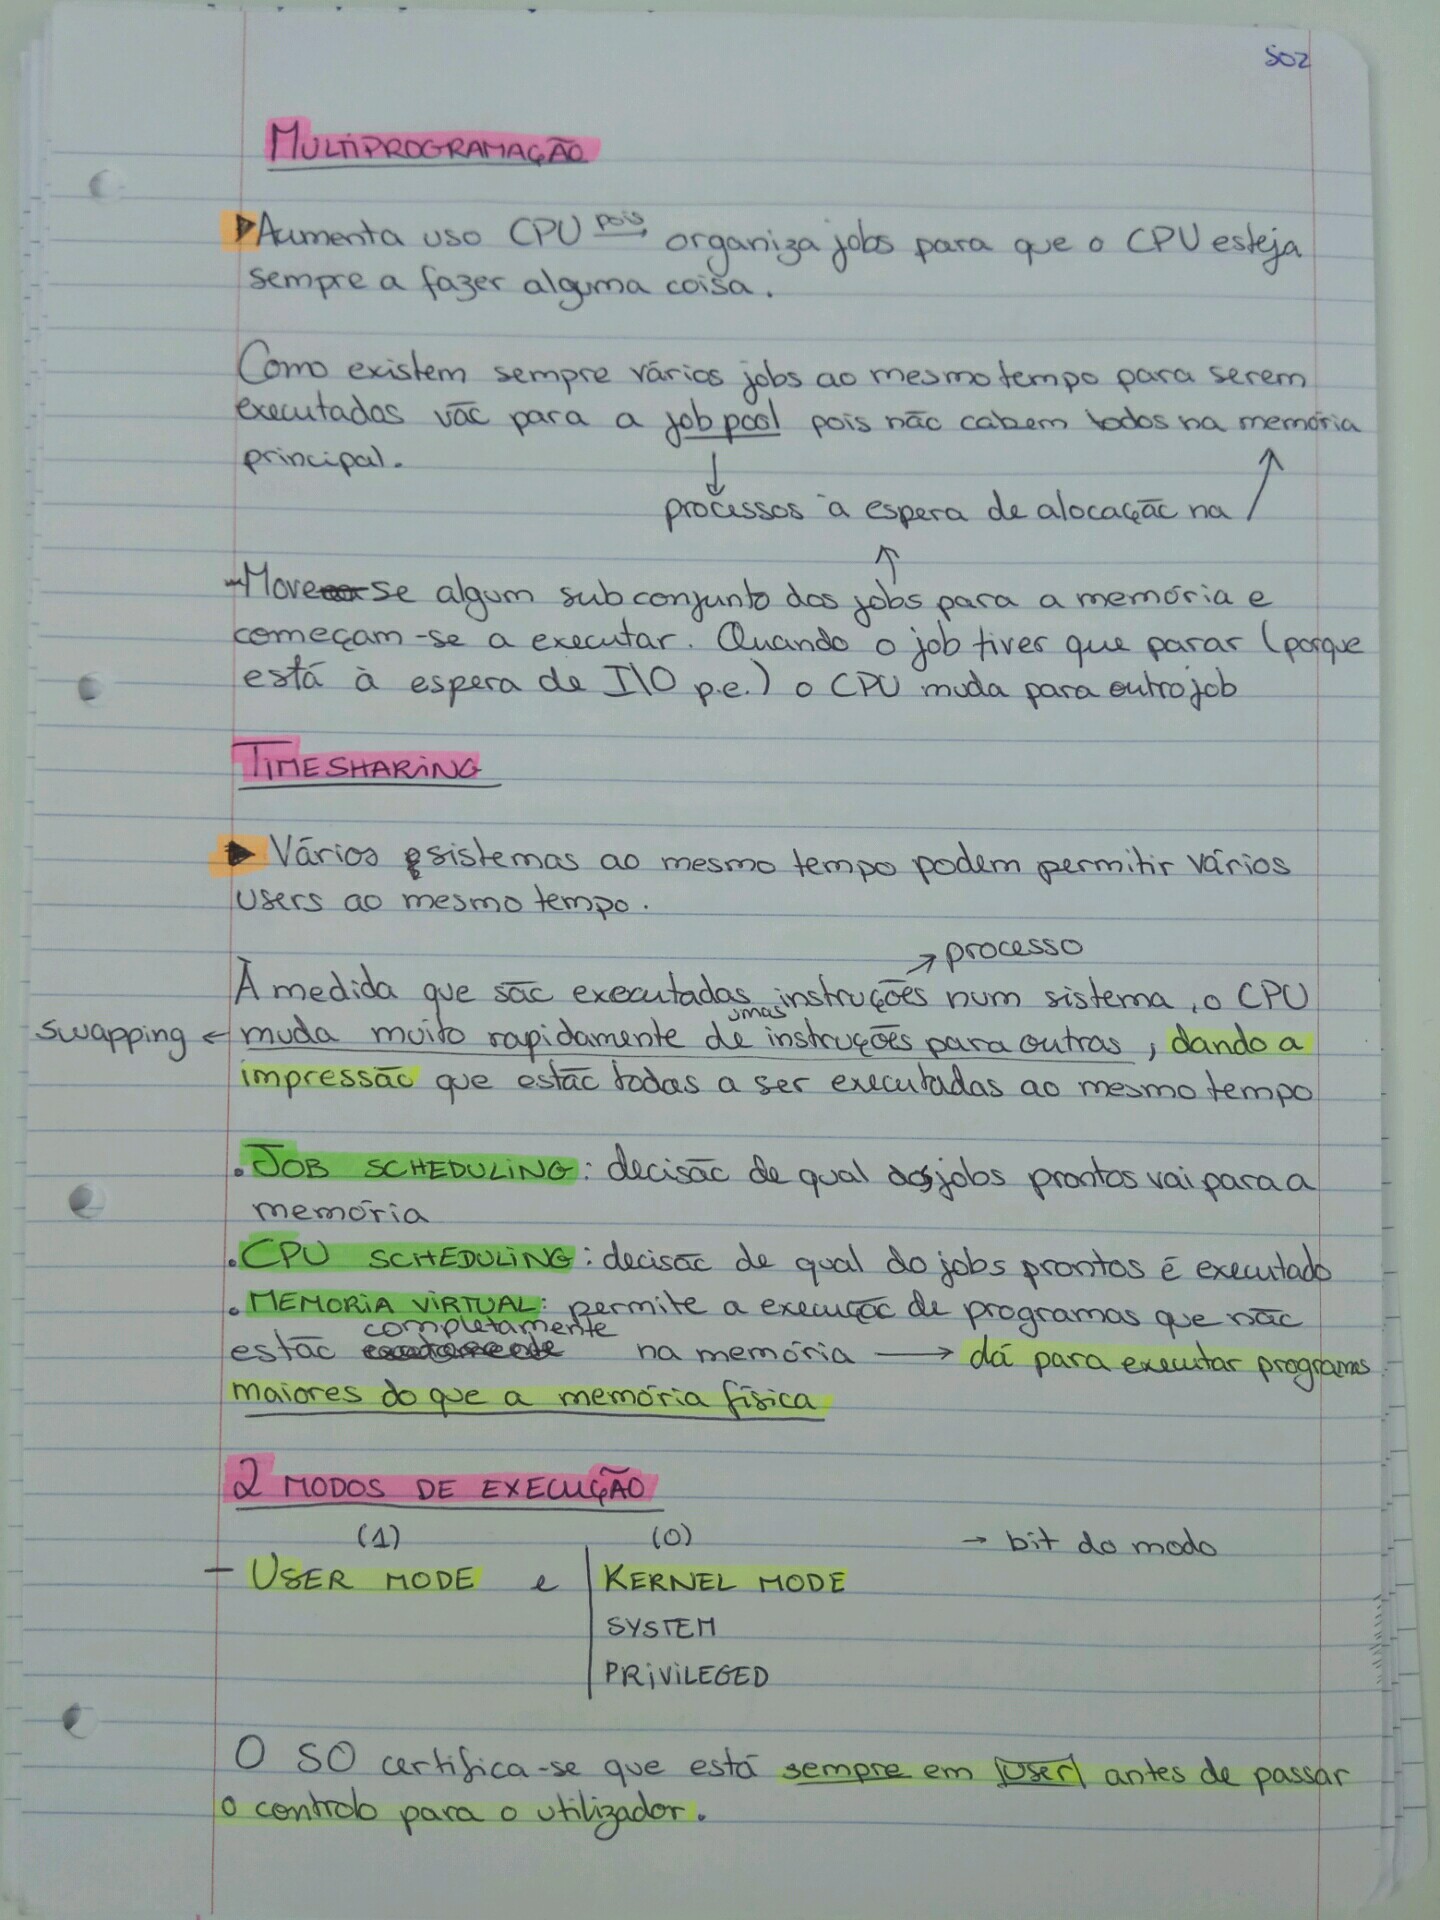 SO2
MULTIPROGRAMAÇÃO
Aumenta uso CPU pois organiza jobs para que o CPU esteja
sempre a fazer alguma coisa.
Como existem sempre vários jobs ao mesmo tempo para serem
executados vão para a job pool pois não cabem todos na memória
principal.
processos à espera de alocação na
-Move-se algum subconjunto dos jobs para a memória e
começam-se a executar. Quando o job tiver que parar (porque
está à espera de I\O p.e.) o CPU muda para outro job
TIMESHARING
Vários sistemas ao mesmo tempo podem permitir vários
users ao mesmo tempo.
processo
À medida que são executadas instruções num sistema, o CPU
swapping ← muda muito rapidamente de umas instruções para outras, dando a
impressão que estão todas a ser executadas ao mesmo tempo
. JOB SCHEDULING: decisão de qual dos jobs prontos vai para a
memória
. CPU SCHEDULING: decisão de qual do jobs prontos é executado
. MEMORIA VIRTUAL: permite a execução de programas que não
estão completamente na memória → dá para executar programas
maiores do que a memória física
2 MODOS DE EXECUÇÃO
(1) (0) → bit do modo
- USER MODE e KERNEL MODE
SYSTEM
PRIVILEGED
O SO certifica-se que está sempre em |User| antes de passar
o controlo para o utilizador.